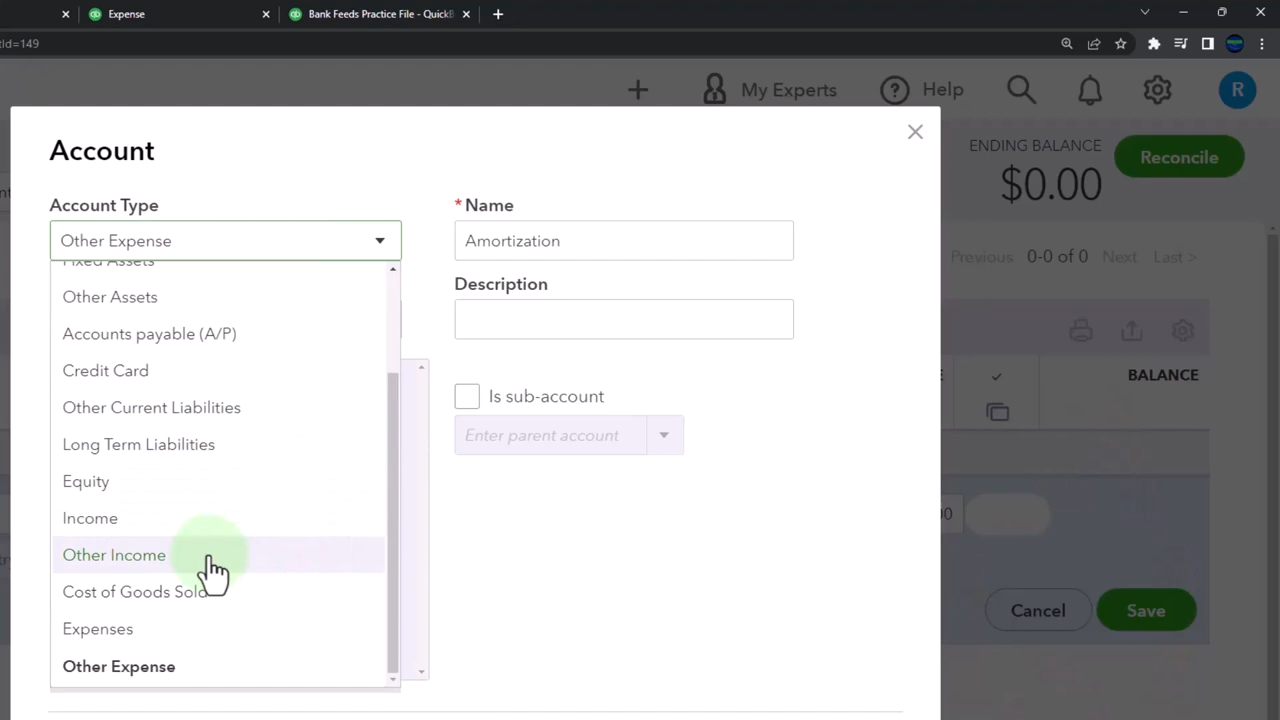 Expense
Bank Feeds Practice File - QuickB
tId=149
My Experts
Help
R
Account
ENDING BALANCE
$0.00
Reconcile
Account Type
* Name
Other Expense
Amortization
Previous 0-0 of 0 Next Last >
Fixed Assets
Description
Other Assets
Accounts payable (A/P)
Credit Card
BALANCE
Is sub-account
Other Current Liabilities
Enter parent account
Long Term Liabilities
Equity
Income
00
Other Income
Cost of Goods Sold
Cancel
Save
Expenses
Other Expense